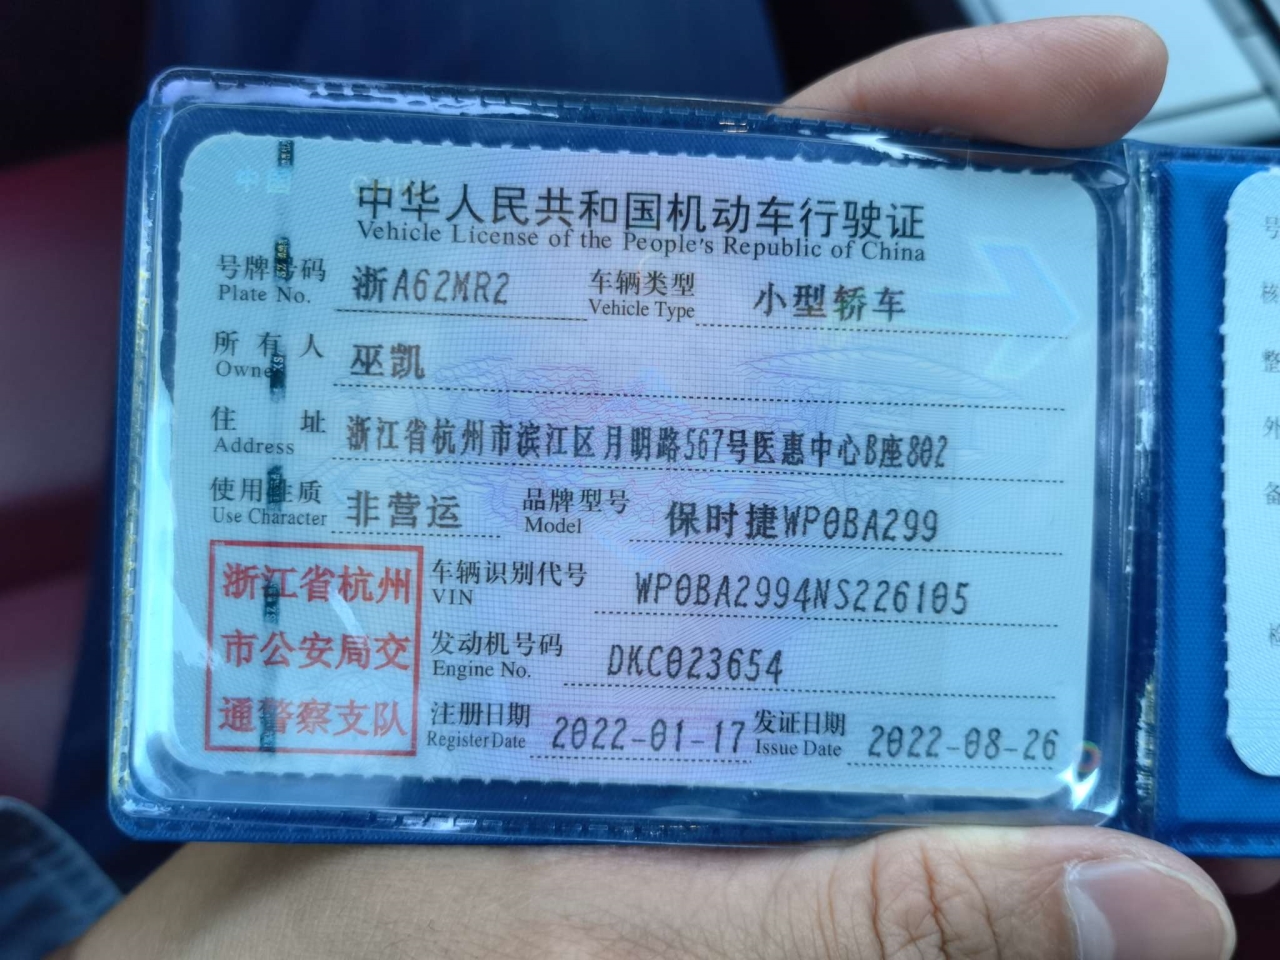 中华人民共和国机动车行驶证
Vehicle License of the People's Republic of China
号牌号码 浙A62MR2 车辆类型 小型轿车
Plate No. Vehicle Type
所有人 巫凯
Owner
住址 浙江省杭州市滨江区月明路567号医惠中心B座802
Address
使用性质 非营运 品牌型号 保时捷WP0BA299
Use Character Model
浙江省杭州
市公安局交
通警察支队
车辆识别代号 WP0BA2994NS226105
VIN
发动机号码 DKC023654
Engine No.
注册日期 2022-01-17 发证日期 2022-08-26
Register Date Issue Date
号
核
整
外
备